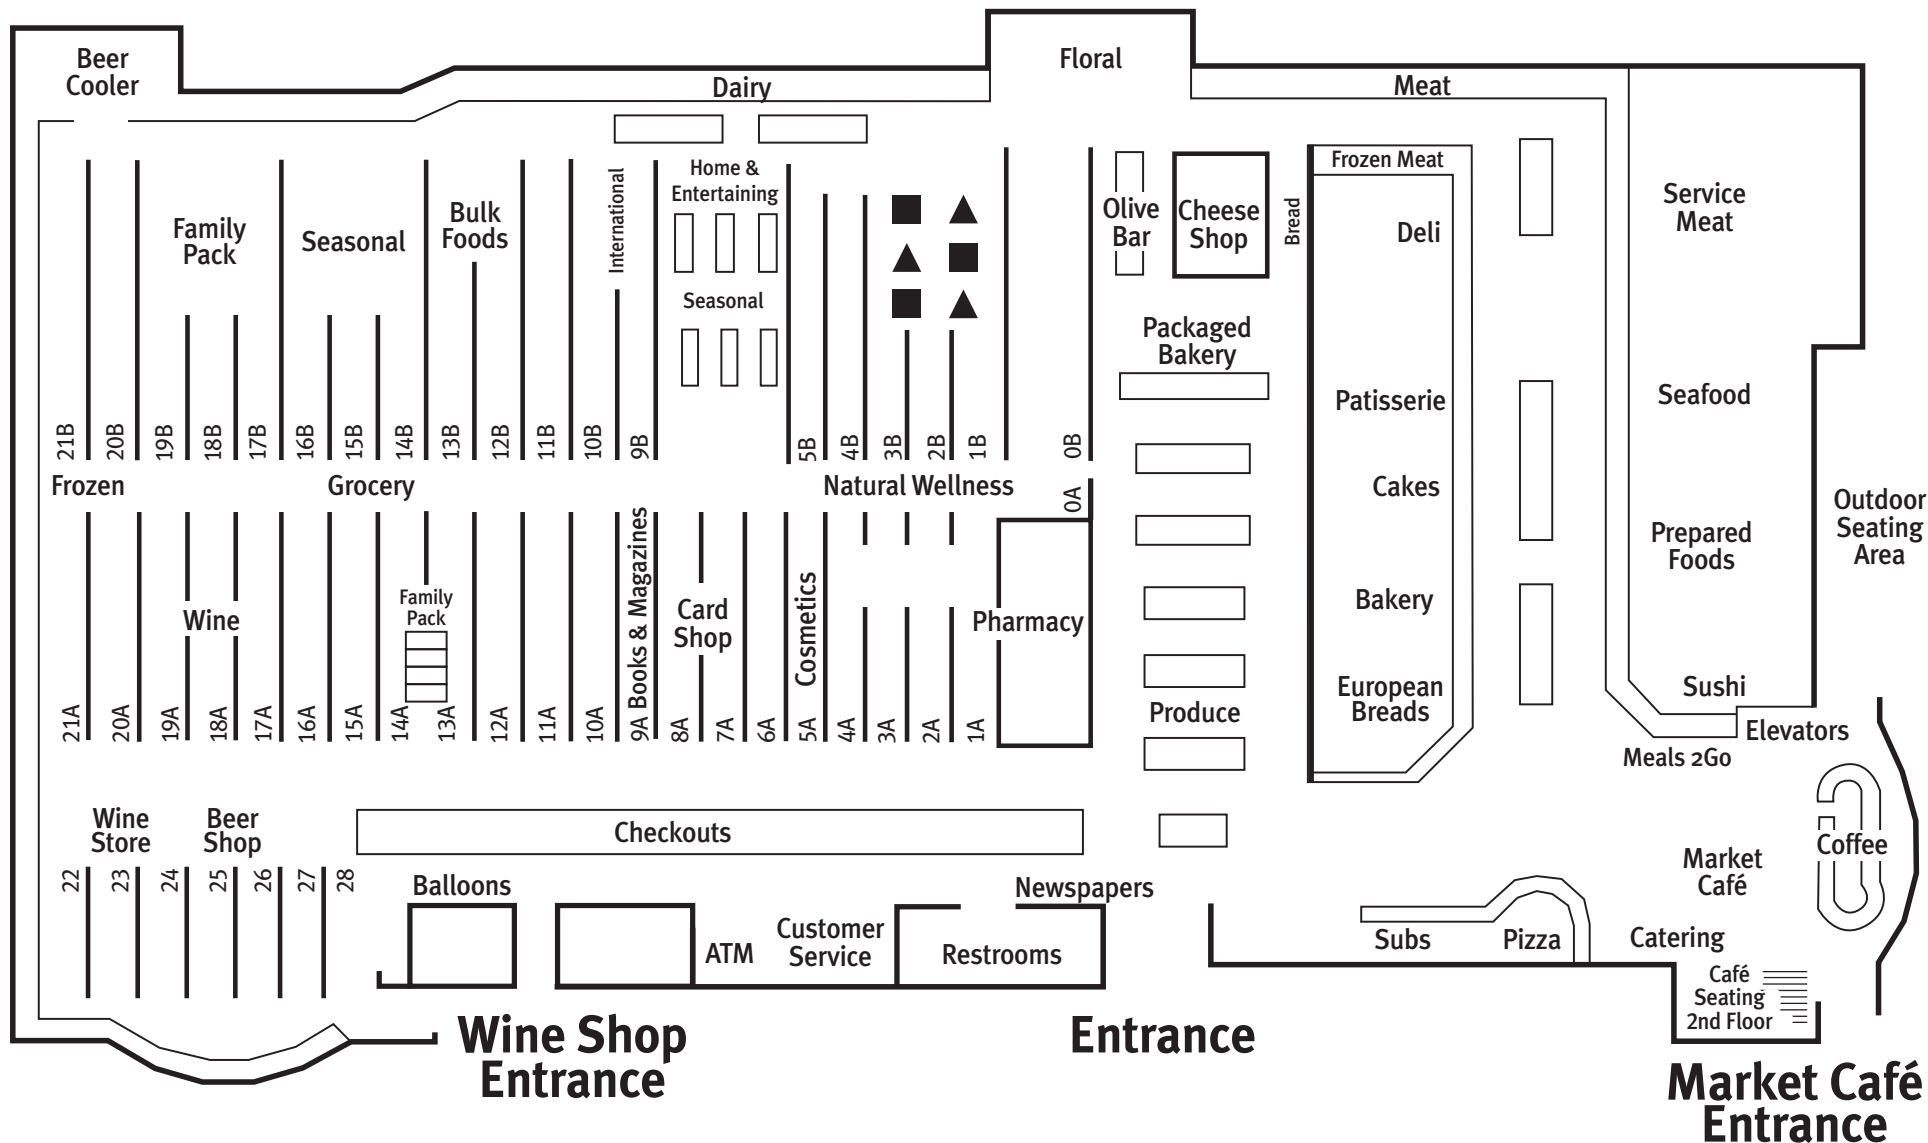 Beer
Cooler
Dairy
Floral
Meat
Family
Pack
Seasonal
Bulk
Foods
International
Home &
Entertaining
Seasonal
Olive
Bar
Cheese
Shop
Bread
Frozen Meat
Deli
Service
Meat
Packaged
Bakery
Patisserie
Seafood
21B
20B
19B
18B
17B
16B
15B
14B
13B
12B
11B
10B
9B
5B
4B
3B
2B
1B
0B
Frozen
Grocery
Natural Wellness
0A
Cakes
Prepared
Foods
Outdoor
Seating
Area
Wine
Family
Pack
Books & Magazines
Card
Shop
Cosmetics
Pharmacy
Bakery
European
Breads
Sushi
Produce
Elevators
Meals 2Go
21A
20A
19A
18A
17A
16A
15A
14A
13A
12A
11A
10A
9A
8A
7A
6A
5A
4A
3A
2A
1A
Wine
Store
Beer
Shop
Checkouts
Coffee
Market
Café
22
23
24
25
26
27
28
Balloons
Newspapers
ATM
Customer
Service
Restrooms
Subs
Pizza
Catering
Café
Seating
2nd Floor
Wine Shop
Entrance
Entrance
Market Café
Entrance